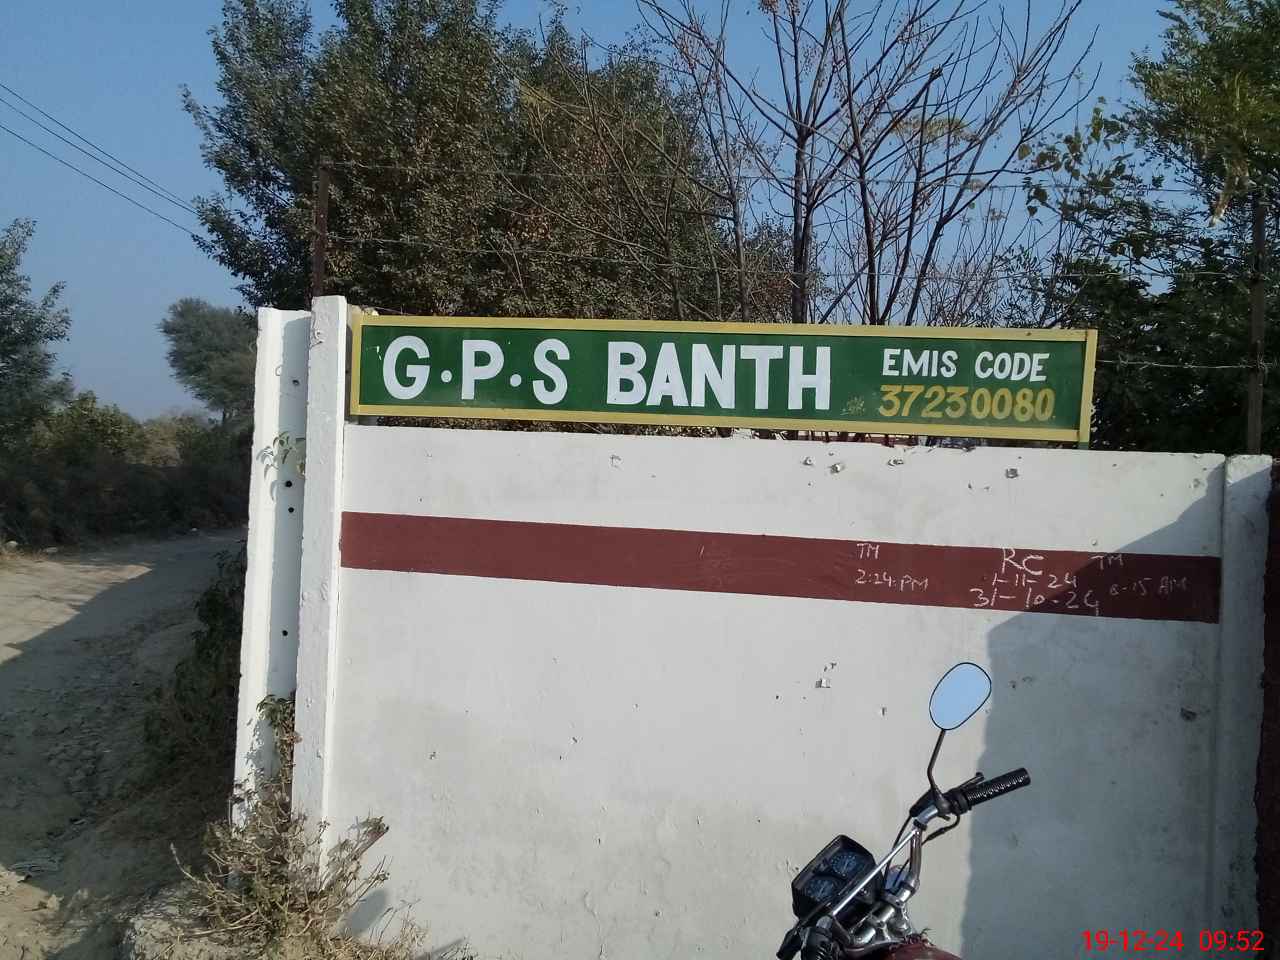 G.P.S BANTH
EMIS CODE
37230080
TM
2:24.PM
RC
1-11-24
31-10-24
TM
8-15 AM
19-12-24 09:52